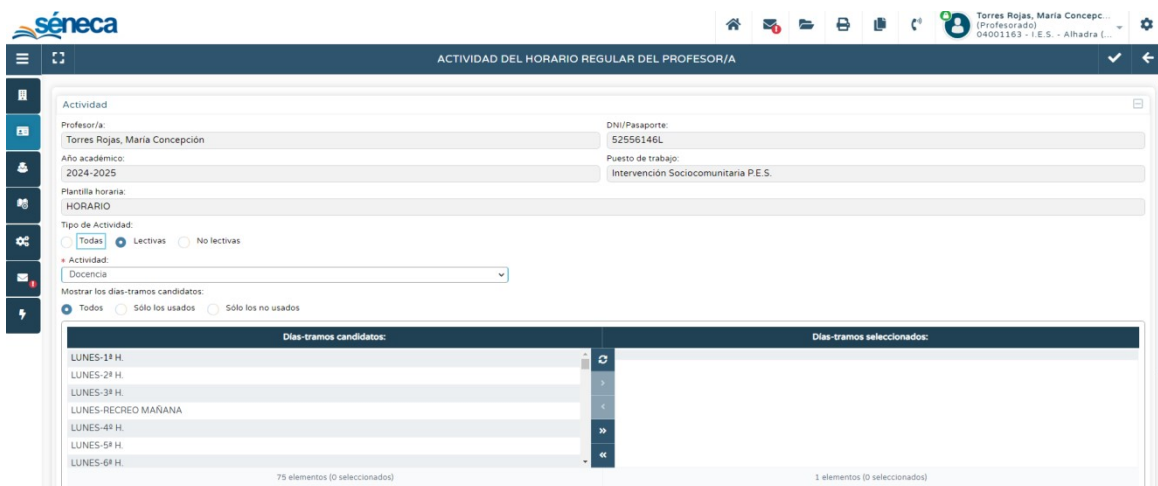 séneca
Torres Rojas, María Concepc...
(Profesorado)
04001163 - I.E.S. - Alhadra (...
ACTIVIDAD DEL HORARIO REGULAR DEL PROFESOR/A
Actividad
Profesor/a: DNI/Pasaporte:
Torres Rojas, María Concepción 52556146L
Año académico: Puesto de trabajo:
2024-2025 Intervención Sociocomunitaria P.E.S.
Plantilla horaria:
HORARIO
Tipo de Actividad:
Todas Lectivas No lectivas
* Actividad:
Docencia
Mostrar los días-tramos candidatos:
Todos Sólo los usados Sólo los no usados
Días-tramos candidatos: Días-tramos seleccionados:
LUNES-1ª H.
LUNES-2ª H.
LUNES-3ª H.
LUNES-RECREO MAÑANA
LUNES-4ª H.
LUNES-5ª H.
LUNES-6ª H.
75 elementos (0 seleccionados) 1 elementos (0 seleccionados)